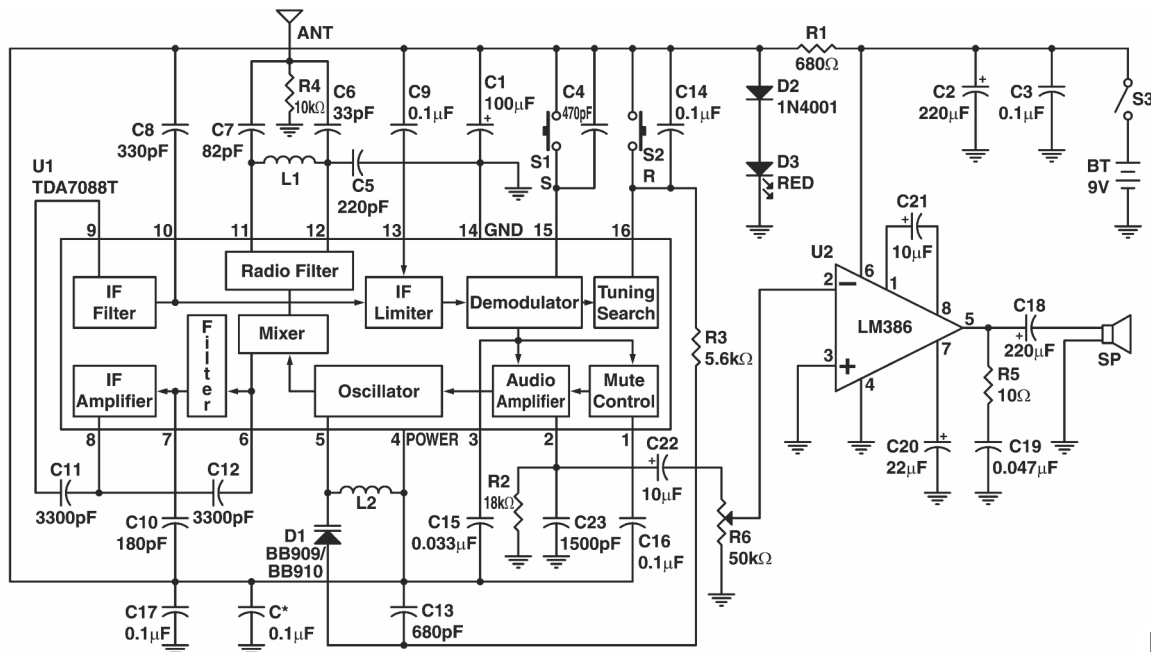 ANT
R1
680Ω
R4
10kΩ
C6
33pF
C9
0.1µF
C1
100µF
+
C4
470pF
C14
0.1µF
D2
1N4001
C2
220µF
+
C3
0.1µF
S3
C8
330pF
C7
82pF
L1
C5
220pF
S1
S
S2
R
D3
RED
BT
9V
U1
TDA7088T
9
10
11
12
13
14
GND
15
16
Radio Filter
IF
Filter
IF
Limiter
Demodulator
Tuning
Search
Mixer
Filter
IF
Amplifier
Oscillator
Audio
Amplifier
Mute
Control
8
7
6
5
4
POWER
3
2
1
R3
5.6kΩ
C21
+
10µF
U2
2
−
6
1
8
LM386
5
3
+
4
7
C18
+
220µF
SP
R5
10Ω
C20
+
22µF
C19
0.047µF
C11
3300pF
C12
3300pF
C10
180pF
L2
D1
BB909/
BB910
C15
0.033µF
R2
18kΩ
C22
+
10µF
C23
1500pF
C16
0.1µF
R6
50kΩ
C17
0.1µF
C*
0.1µF
C13
680pF